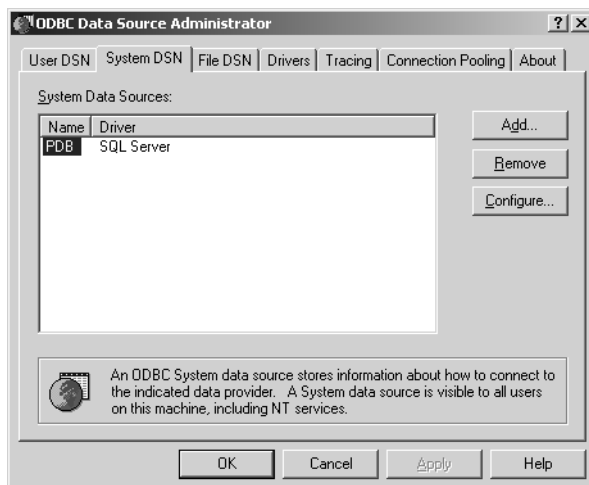 ODBC Data Source Administrator
User DSN System DSN File DSN Drivers Tracing Connection Pooling About
System Data Sources:
Name Driver
PDB SQL Server
Add...
Remove
Configure...
An ODBC System data source stores information about how to connect to
the indicated data provider. A System data source is visible to all users
on this machine, including NT services.
OK Cancel Apply Help